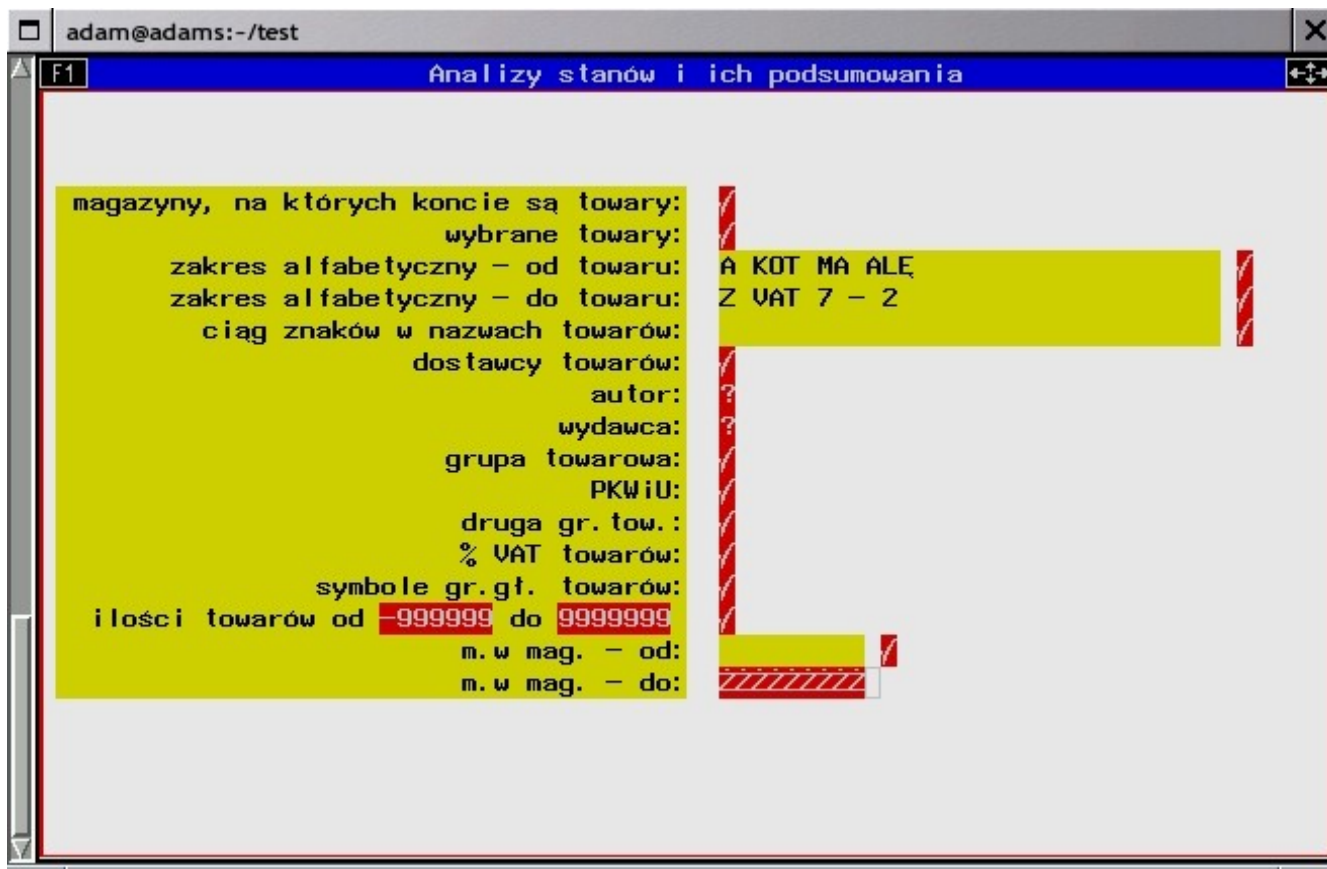 adam@adams:~/test
F1 Analizy stanów i ich podsumowania
magazyny, na których koncie są towary: /
wybrane towary: /
zakres alfabetyczny - od towaru: A KOT MA ALĘ /
zakres alfabetyczny - do towaru: Z VAT 7 - 2 /
ciąg znaków w nazwach towarów: /
dostawcy towarów: /
autor: ?
wydawca: ?
grupa towarowa: /
PKWiU: /
druga gr.tow.: /
% VAT towarów: /
symbole gr.gł. towarów: /
ilości towarów od -999999 do 9999999 /
m.w mag. - od: /
m.w mag. - do: ŻŻŻŻŻŻŻŻŻ